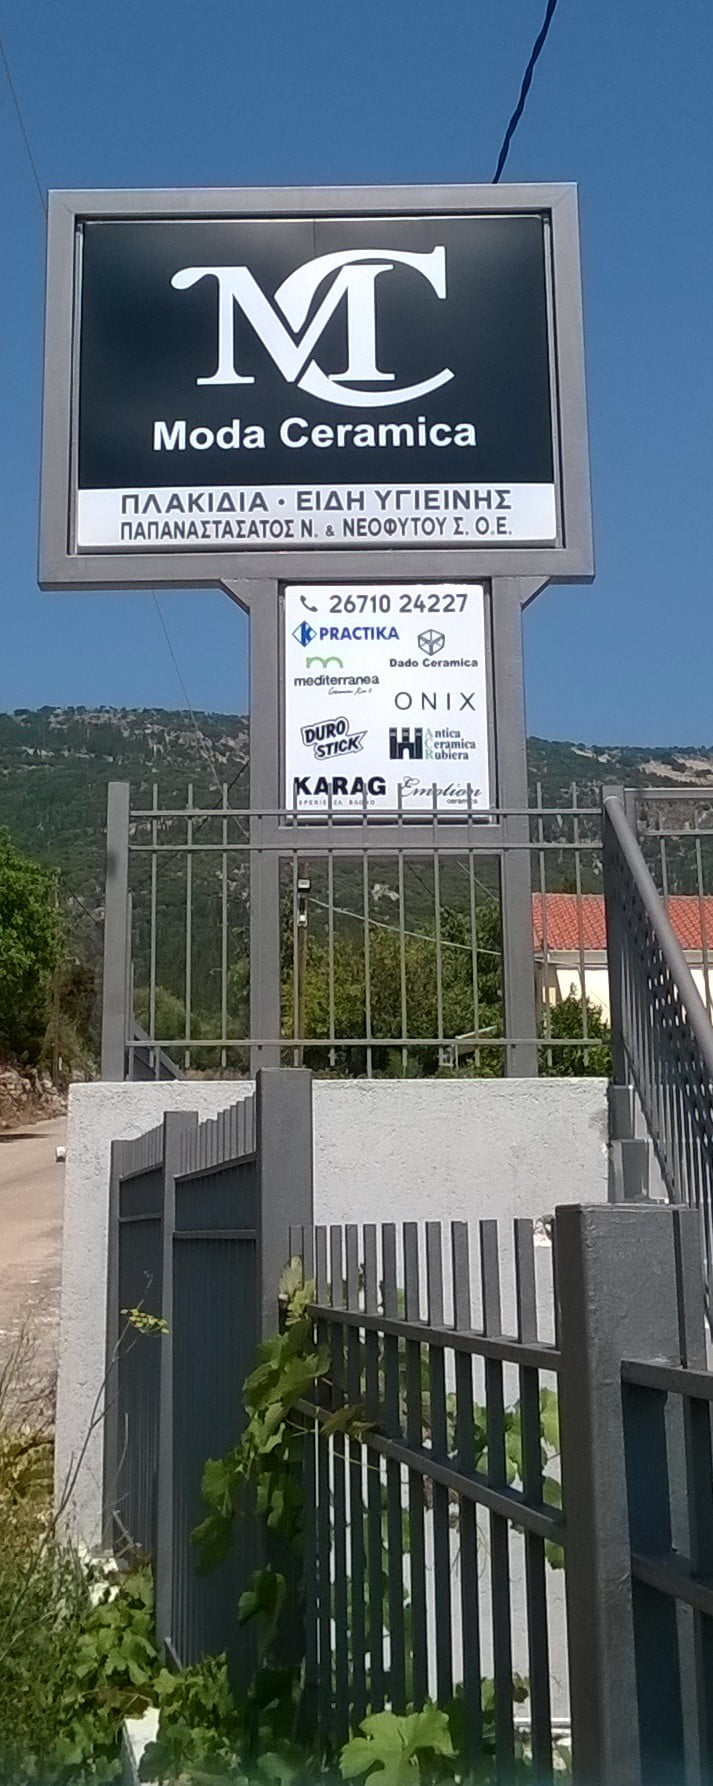 MC
Moda Ceramica
ΠΛΑΚΙΔΙΑ · ΕΙΔΗ ΥΓΙΕΙΝΗΣ
ΠΑΠΑΝΑΣΤΑΣΑΤΟΣ Ν. & ΝΕΟΦΥΤΟΥ Σ. Ο.Ε.
26710 24227
K PRACTIKA
Dado Ceramica
m
mediterranea
ONIX
DURO
STICK
Antica
Ceramica
Rubiera
KARAG
Emotion
ceramics